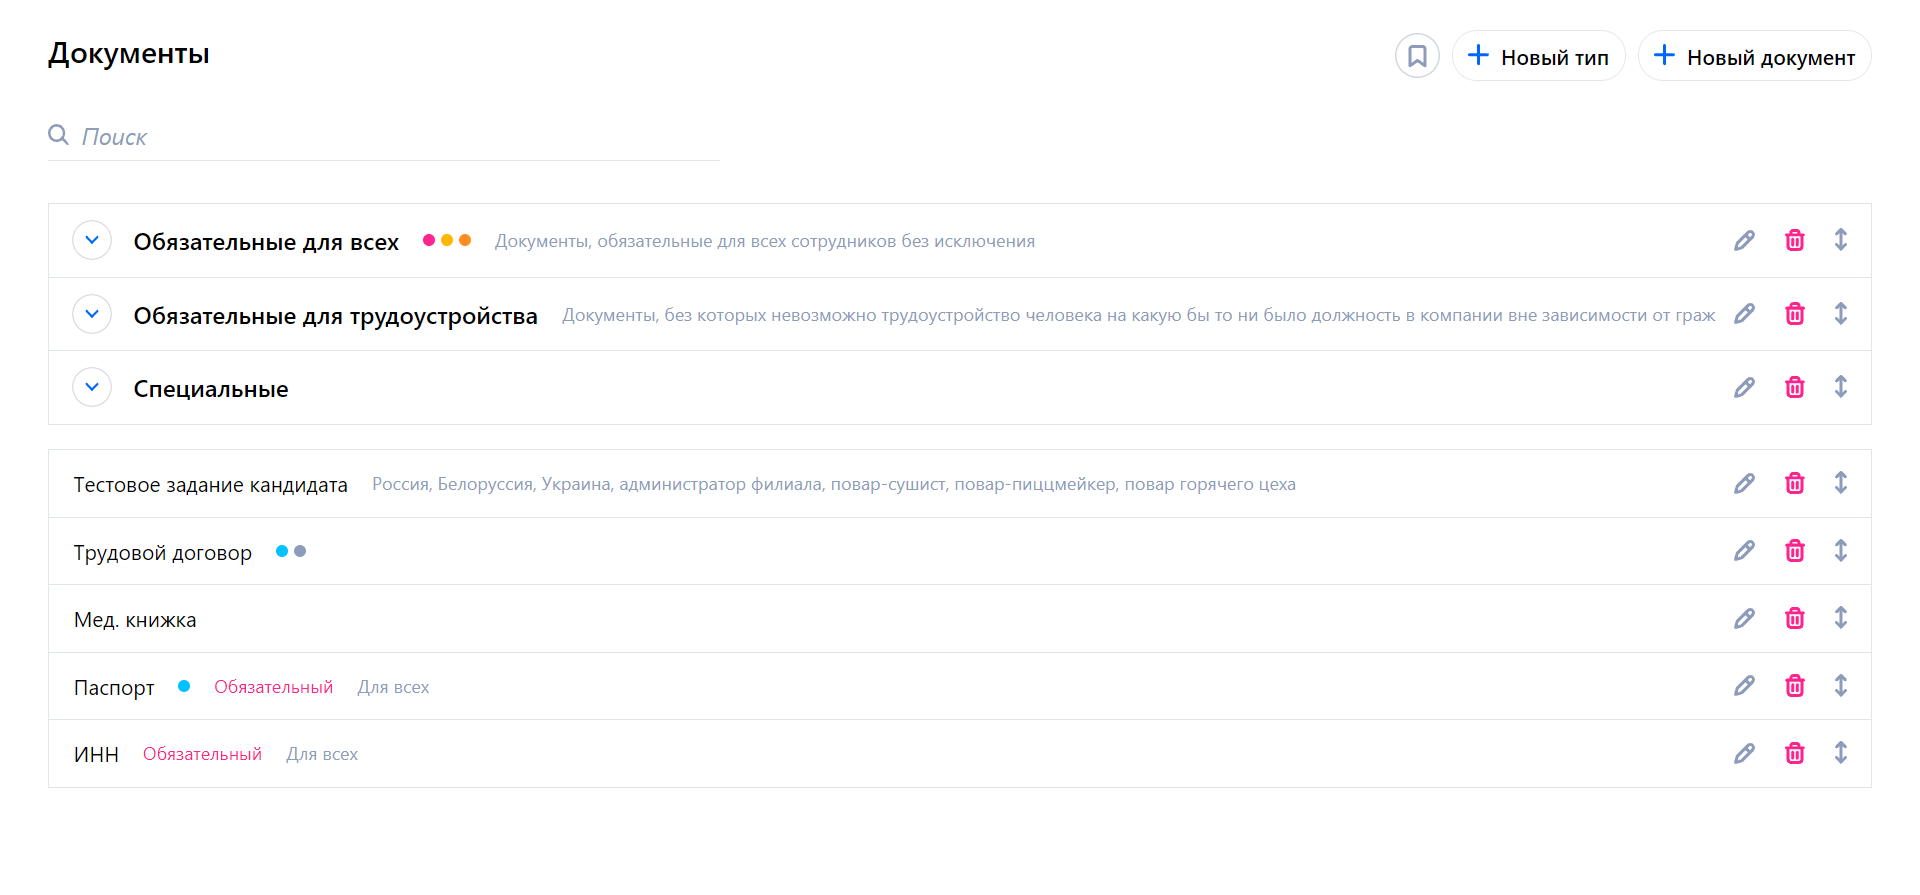 Документы
Новый тип
Новый документ
Поиск
Обязательные для всех Документы, обязательные для всех сотрудников без исключения
Обязательные для трудоустройства Документы, без которых невозможно трудоустройство человека на какую бы то ни было должность в компании вне зависимости от граж
Специальные
Тестовое задание кандидата Россия, Белоруссия, Украина, администратор филиала, повар-сушист, повар-пиццмейкер, повар горячего цеха
Трудовой договор
Мед. книжка
Паспорт Обязательный Для всех
ИНН Обязательный Для всех